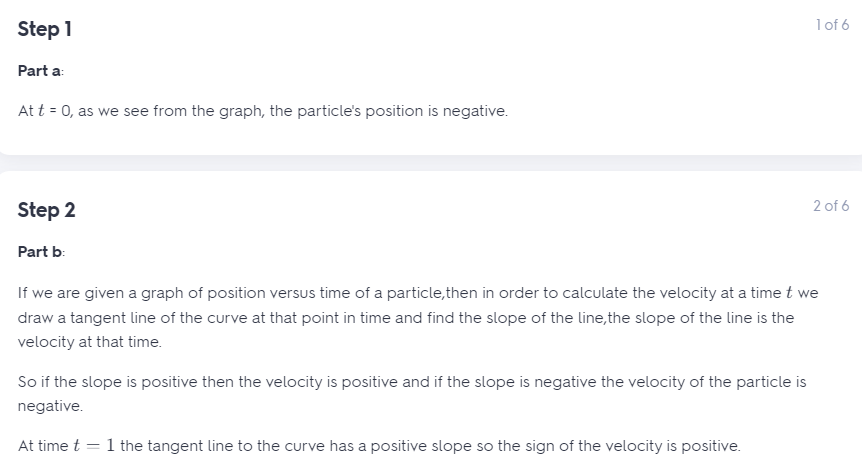 Step 1
1 of 6
Part a:
At t = 0, as we see from the graph, the particle's position is negative.
Step 2
2 of 6
Part b:
If we are given a graph of position versus time of a particle,then in order to calculate the velocity at a time t we
draw a tangent line of the curve at that point in time and find the slope of the line,the slope of the line is the
velocity at that time.
So if the slope is positive then the velocity is positive and if the slope is negative the velocity of the particle is
negative.
At time t = 1 the tangent line to the curve has a positive slope so the sign of the velocity is positive.